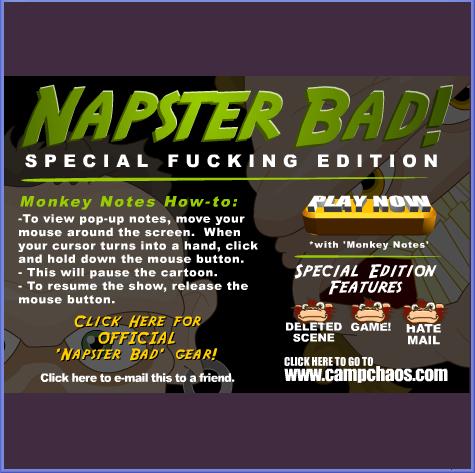 NAPSTER BAD!
SPECIAL FUCKING EDITION
Monkey Notes How-to:
-To view pop-up notes, move your
mouse around the screen. When
your cursor turns into a hand, click
and hold down the mouse button.
- This will pause the cartoon.
- To resume the show, release the
mouse button.
CLICK HERE FOR
OFFICIAL
'NAPSTER BAD' GEAR!
Click here to e-mail this to a friend.
PLAY NOW
*with 'Monkey Notes'
SPECIAL EDITION
FEATURES
DELETED
SCENE
GAME!
HATE
MAIL
CLICK HERE TO GO TO
www.campchaos.com